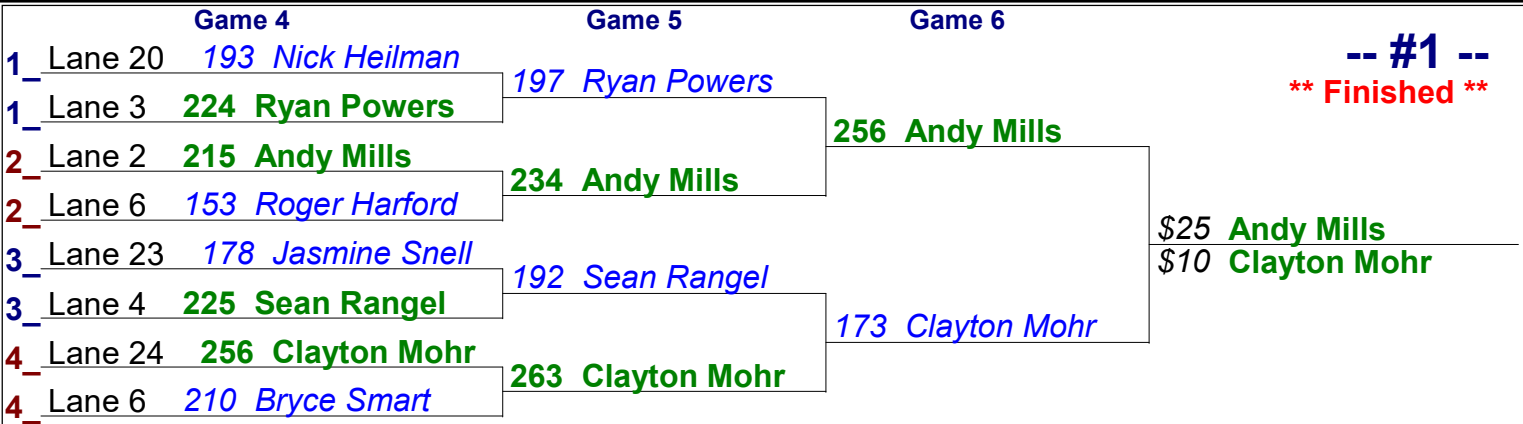 Game 4 Game 5 Game 6
-- #1 --
** Finished **
1_ Lane 20 193 Nick Heilman
1_ Lane 3 224 Ryan Powers
2_ Lane 2 215 Andy Mills
2_ Lane 6 153 Roger Harford
3_ Lane 23 178 Jasmine Snell
3_ Lane 4 225 Sean Rangel
4_ Lane 24 256 Clayton Mohr
4_ Lane 6 210 Bryce Smart
197 Ryan Powers
234 Andy Mills
192 Sean Rangel
263 Clayton Mohr
256 Andy Mills
173 Clayton Mohr
$25 Andy Mills
$10 Clayton Mohr